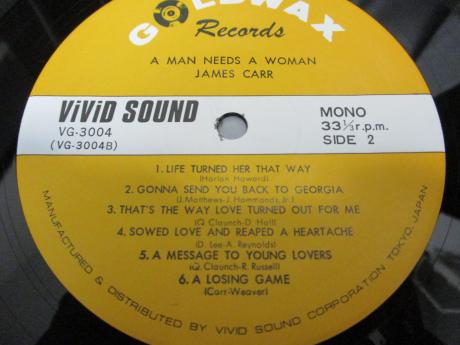 GOLDWAX
Records
A MAN NEEDS A WOMAN
JAMES CARR
ViViD SOUND
VG-3004
(VG-3004B)
MONO
33⅓ r.p.m.
SIDE 2
1. LIFE TURNED HER THAT WAY
(Harlan Howard)
2. GONNA SEND YOU BACK TO GEORGIA
(J. Matthews-J. Hammonds, Jr.)
3. THAT'S THE WAY LOVE TURNED OUT FOR ME
(Q. Claunch-D. Hall)
4. SOWED LOVE AND REAPED A HEARTACHE
(D. Lee-A. Reynolds)
5. A MESSAGE TO YOUNG LOVERS
(Q. Claunch-R. Russell)
6. A LOSING GAME
(Carr-Weaver)
MANUFACTURED & DISTRIBUTED BY VIVID SOUND CORPORATION TOKYO, JAPAN